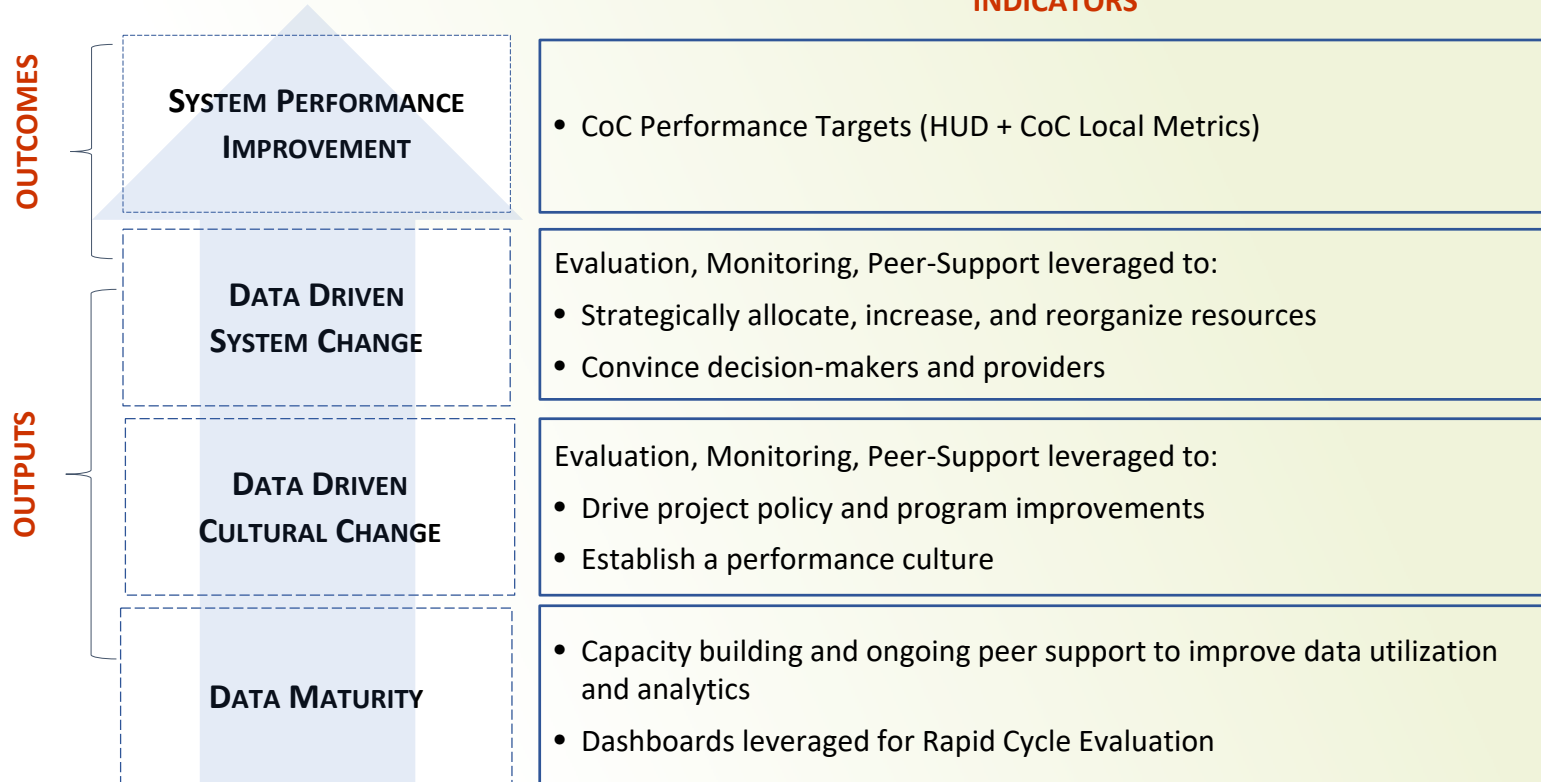 INDICATORS
OUTCOMES
SYSTEM PERFORMANCE
IMPROVEMENT
• CoC Performance Targets (HUD + CoC Local Metrics)
DATA DRIVEN
SYSTEM CHANGE
Evaluation, Monitoring, Peer-Support leveraged to:
• Strategically allocate, increase, and reorganize resources
• Convince decision-makers and providers
OUTPUTS
DATA DRIVEN
CULTURAL CHANGE
Evaluation, Monitoring, Peer-Support leveraged to:
• Drive project policy and program improvements
• Establish a performance culture
DATA MATURITY
• Capacity building and ongoing peer support to improve data utilization
and analytics
• Dashboards leveraged for Rapid Cycle Evaluation